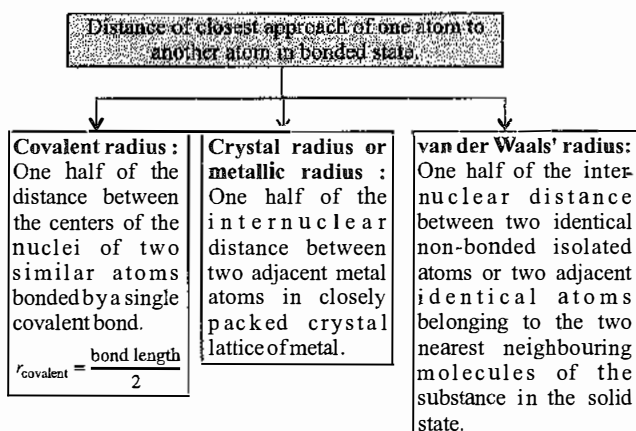 Distance of closest approach of one atom to
another atom in bonded state.
Covalent radius :
One half of the
distance between
the centers of the
nuclei of two
similar atoms
bonded by a single
covalent bond.
r covalent = bond length / 2
Crystal radius or
metallic radius :
One half of the
internuclear
distance between
two adjacent metal
atoms in closely
packed crystal
lattice of metal.
van der Waals' radius:
One half of the inter-
nuclear distance
between two identical
non-bonded isolated
atoms or two adjacent
identical atoms
belonging to the two
nearest neighbouring
molecules of the
substance in the solid
state.